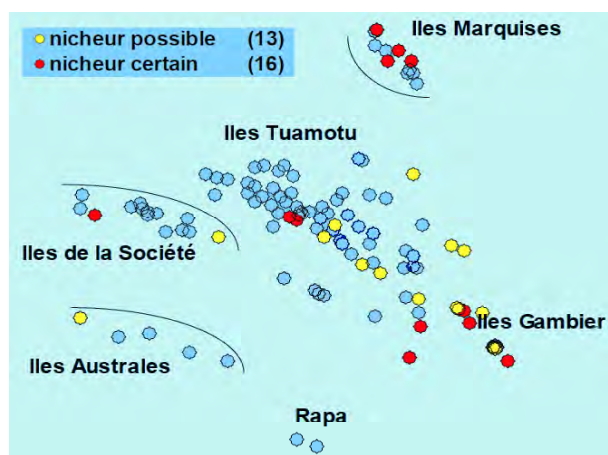 nicheur possible (13)
nicheur certain (16)
Iles Marquises
Iles Tuamotu
Iles de la Société
Iles Gambier
Iles Australes
Rapa